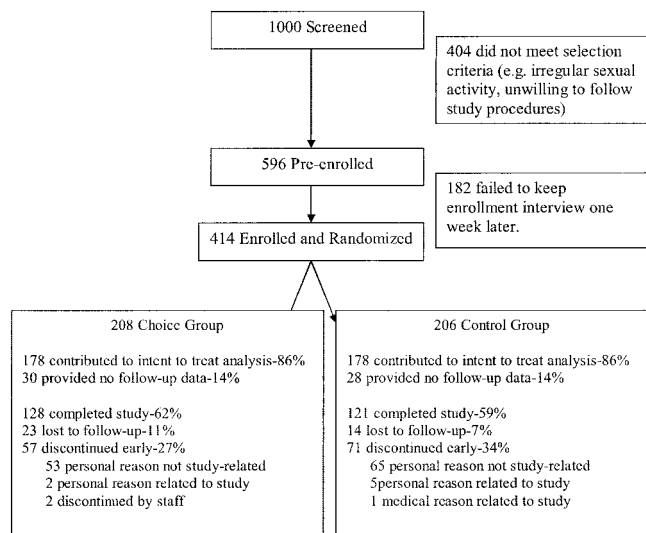 1000 Screened
404 did not meet selection
criteria (e.g. irregular sexual
activity, unwilling to follow
study procedures)
596 Pre-enrolled
182 failed to keep
enrollment interview one
week later.
414 Enrolled and Randomized
208 Choice Group
178 contributed to intent to treat analysis-86%
30 provided no follow-up data-14%
128 completed study-62%
23 lost to follow-up-11%
57 discontinued early-27%
53 personal reason not study-related
2 personal reason related to study
2 discontinued by staff
206 Control Group
178 contributed to intent to treat analysis-86%
28 provided no follow-up data-14%
121 completed study-59%
14 lost to follow-up-7%
71 discontinued early-34%
65 personal reason not study-related
5personal reason related to study
1 medical reason related to study